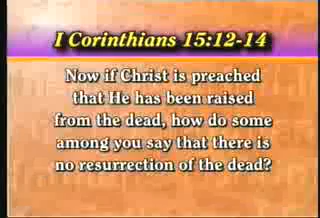 I Corinthians 15:12-14
Now if Christ is preached
that He has been raised
from the dead, how do some
among you say that there is
no resurrection of the dead?